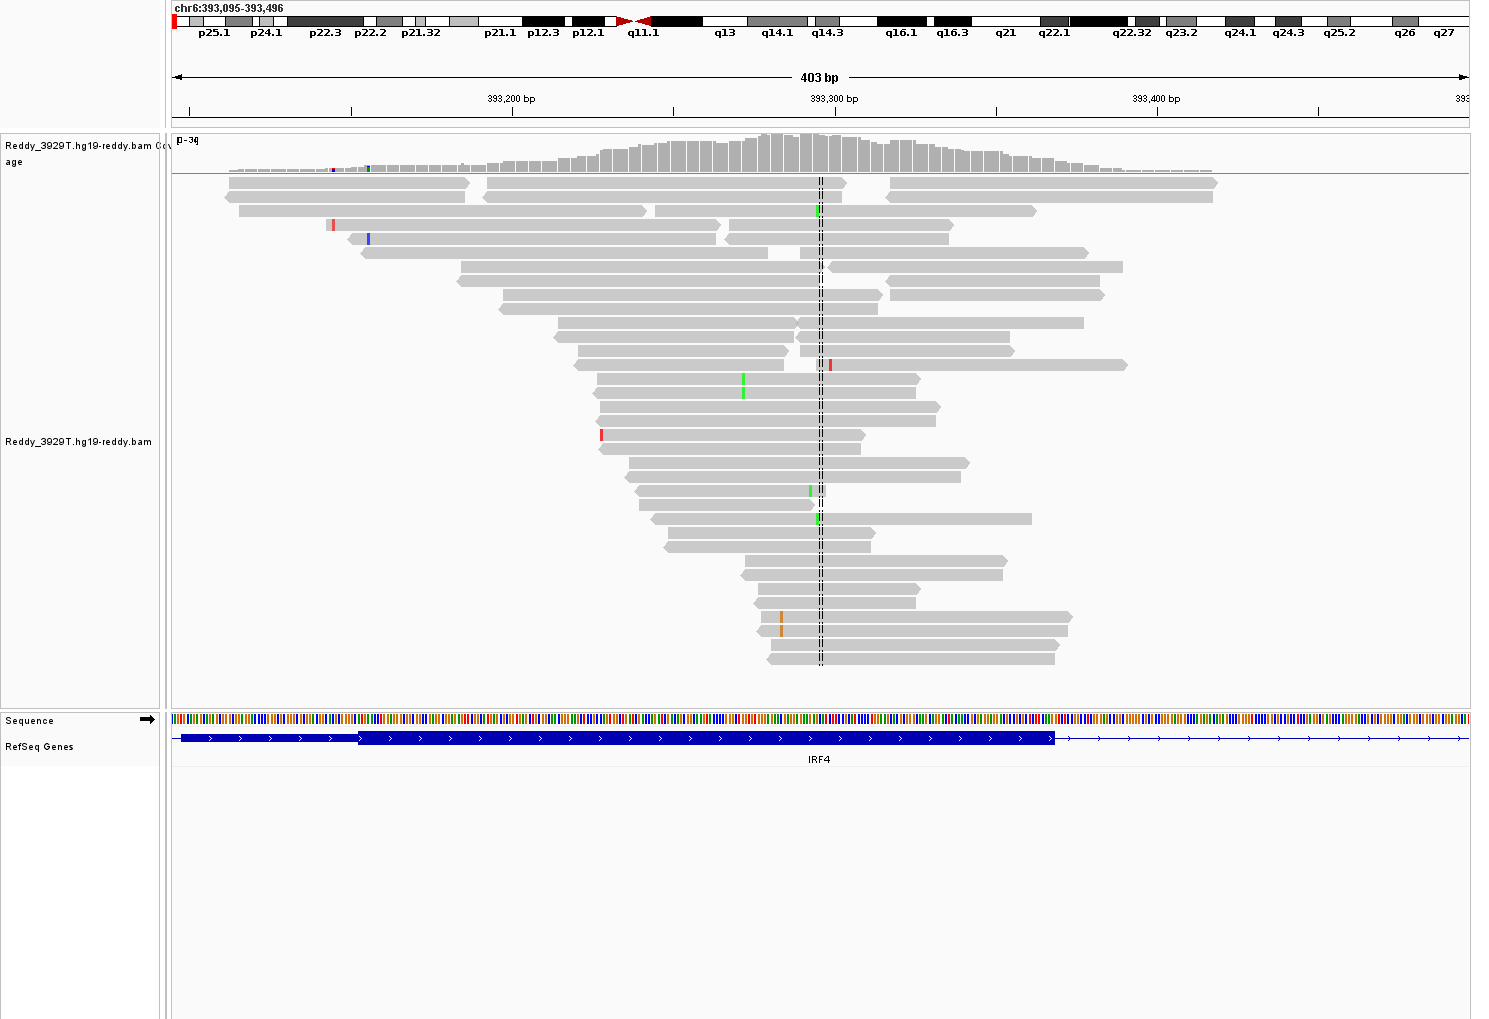 chr6:393,095-393,496
p25.1 p24.1 p22.3 p22.2 p21.32 p21.1 p12.3 p12.1 q11.1 q13 q14.1 q14.3 q16.1 q16.3 q21 q22.1 q22.32 q23.2 q24.1 q24.3 q25.2 q26 q27
403 bp
393,200 bp 393,300 bp 393,400 bp 393
Reddy_3929T.hg19-reddy.bam Cov
age
Reddy_3929T.hg19-reddy.bam
Sequence
RefSeq Genes
IRF4